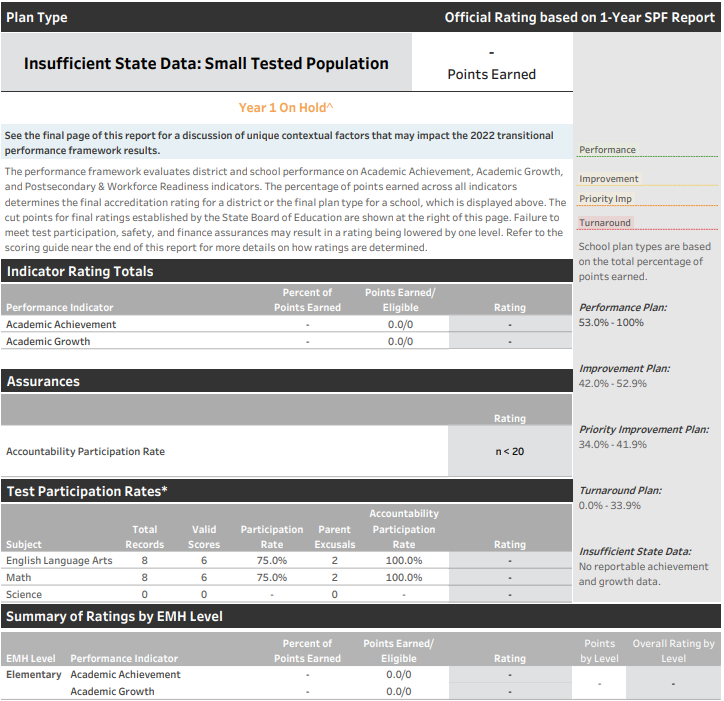 Plan Type Official Rating based on 1-Year SPF Report
Insufficient State Data: Small Tested Population
-
Points Earned
Year 1 On Hold^
See the final page of this report for a discussion of unique contextual factors that may impact the 2022 transitional
performance framework results.
The performance framework evaluates district and school performance on Academic Achievement, Academic Growth,
and Postsecondary & Workforce Readiness indicators. The percentage of points earned across all indicators
determines the final accreditation rating for a district or the final plan type for a school, which is displayed above. The
cut points for final ratings established by the State Board of Education are shown at the right of this page. Failure to
meet test participation, safety, and finance assurances may result in a rating being lowered by one level. Refer to the
scoring guide near the end of this report for more details on how ratings are determined.
Performance
Improvement
Priority Imp
Turnaround
School plan types are based
on the total percentage of
points earned.
Performance Plan:
53.0% - 100%
Improvement Plan:
42.0% - 52.9%
Priority Improvement Plan:
34.0% - 41.9%
Turnaround Plan:
0.0% - 33.9%
Insufficient State Data:
No reportable achievement
and growth data.
Indicator Rating Totals
Percent of Points Earned/
Performance Indicator Points Earned Eligible Rating
Academic Achievement - 0.0/0 -
Academic Growth - 0.0/0 -
Assurances
Rating
Accountability Participation Rate n < 20
Test Participation Rates*
Accountability
Total Valid Participation Parent Participation
Subject Records Scores Rate Excusals Rate Rating
English Language Arts 8 6 75.0% 2 100.0% -
Math 8 6 75.0% 2 100.0% -
Science 0 0 - 0 - -
Summary of Ratings by EMH Level
Percent of Points Earned/ Points Overall Rating by
EMH Level Performance Indicator Points Earned Eligible Rating by Level Level
Elementary Academic Achievement - 0.0/0 - - -
Academic Growth - 0.0/0 -